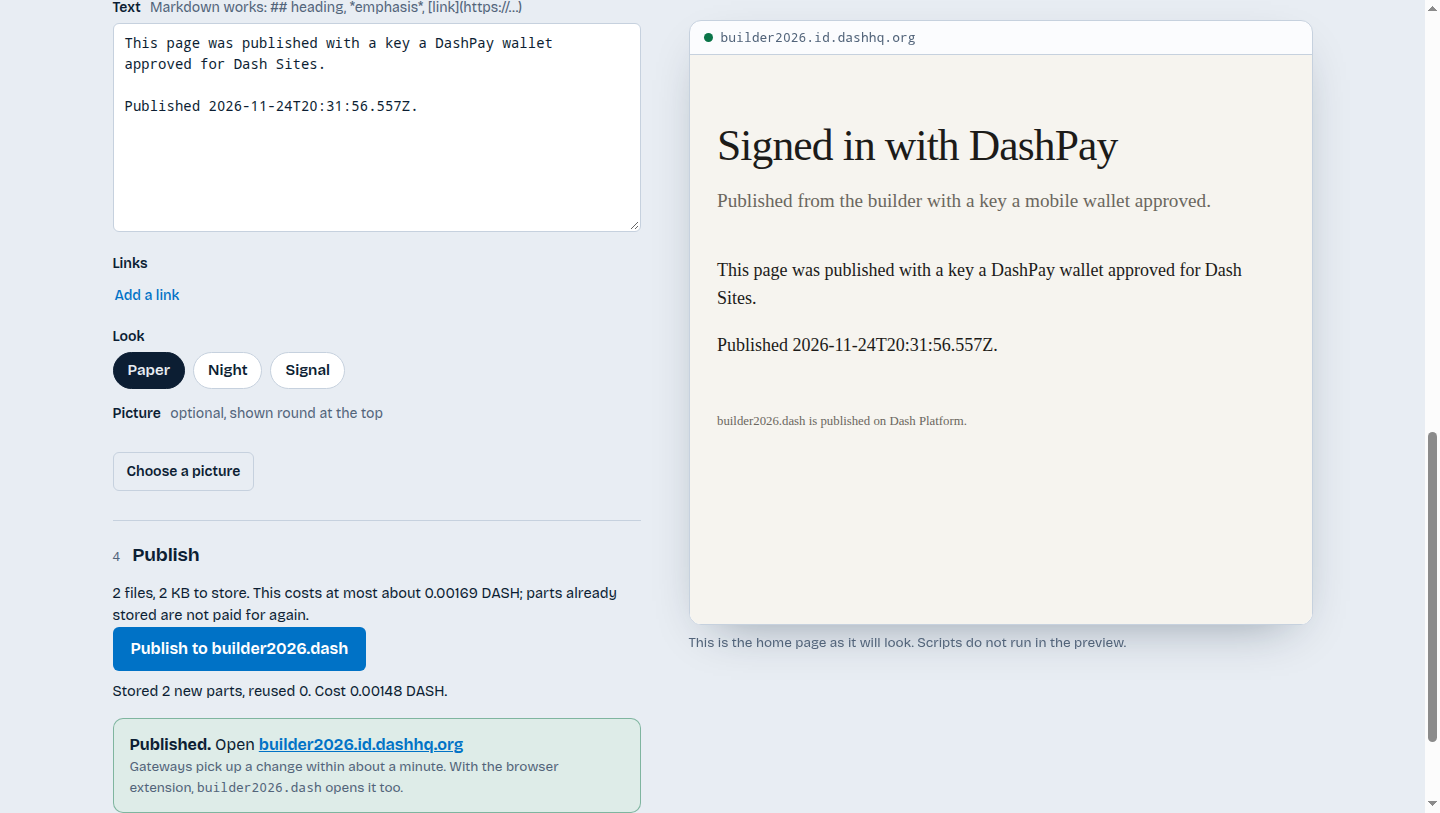 Text Markdown works: ## heading, *emphasis*, [link](https://...)
This page was published with a key a DashPay wallet
approved for Dash Sites.
Published 2026-11-24T20:31:56.557Z.
Links
Add a link
Look
Paper Night Signal
Picture optional, shown round at the top
Choose a picture
4 Publish
2 files, 2 KB to store. This costs at most about 0.00169 DASH; parts already
stored are not paid for again.
Publish to builder2026.dash
Stored 2 new parts, reused 0. Cost 0.00148 DASH.
Published. Open builder2026.id.dashhq.org
Gateways pick up a change within about a minute. With the browser
extension, builder2026.dash opens it too.
builder2026.id.dashhq.org
Signed in with DashPay
Published from the builder with a key a mobile wallet approved.
This page was published with a key a DashPay wallet approved for Dash
Sites.
Published 2026-11-24T20:31:56.557Z.
builder2026.dash is published on Dash Platform.
This is the home page as it will look. Scripts do not run in the preview.